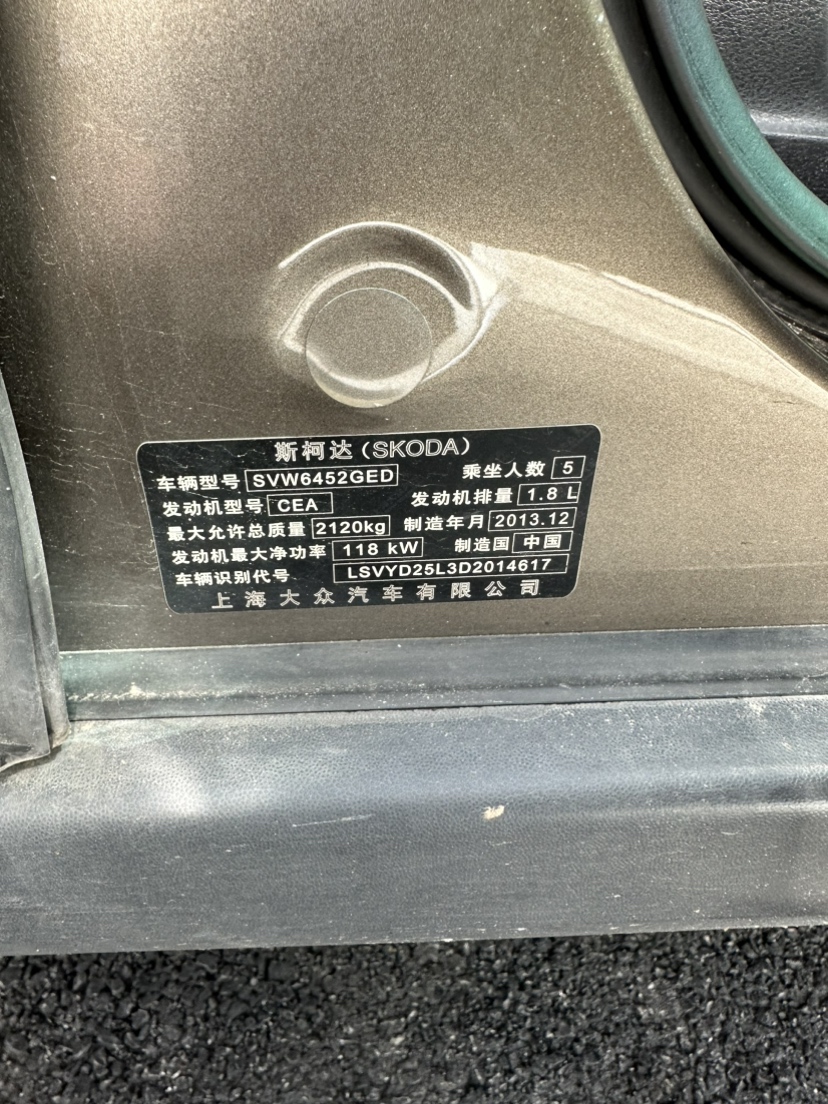 斯柯达(SKODA)
车辆型号 SVW6452GED 乘坐人数 5
发动机型号 CEA 发动机排量 1.8 L
最大允许总质量 2120kg 制造年月 2013.12
发动机最大净功率 118 kW 制造国 中国
车辆识别代号 LSVYD25L3D2014617
上海大众汽车有限公司